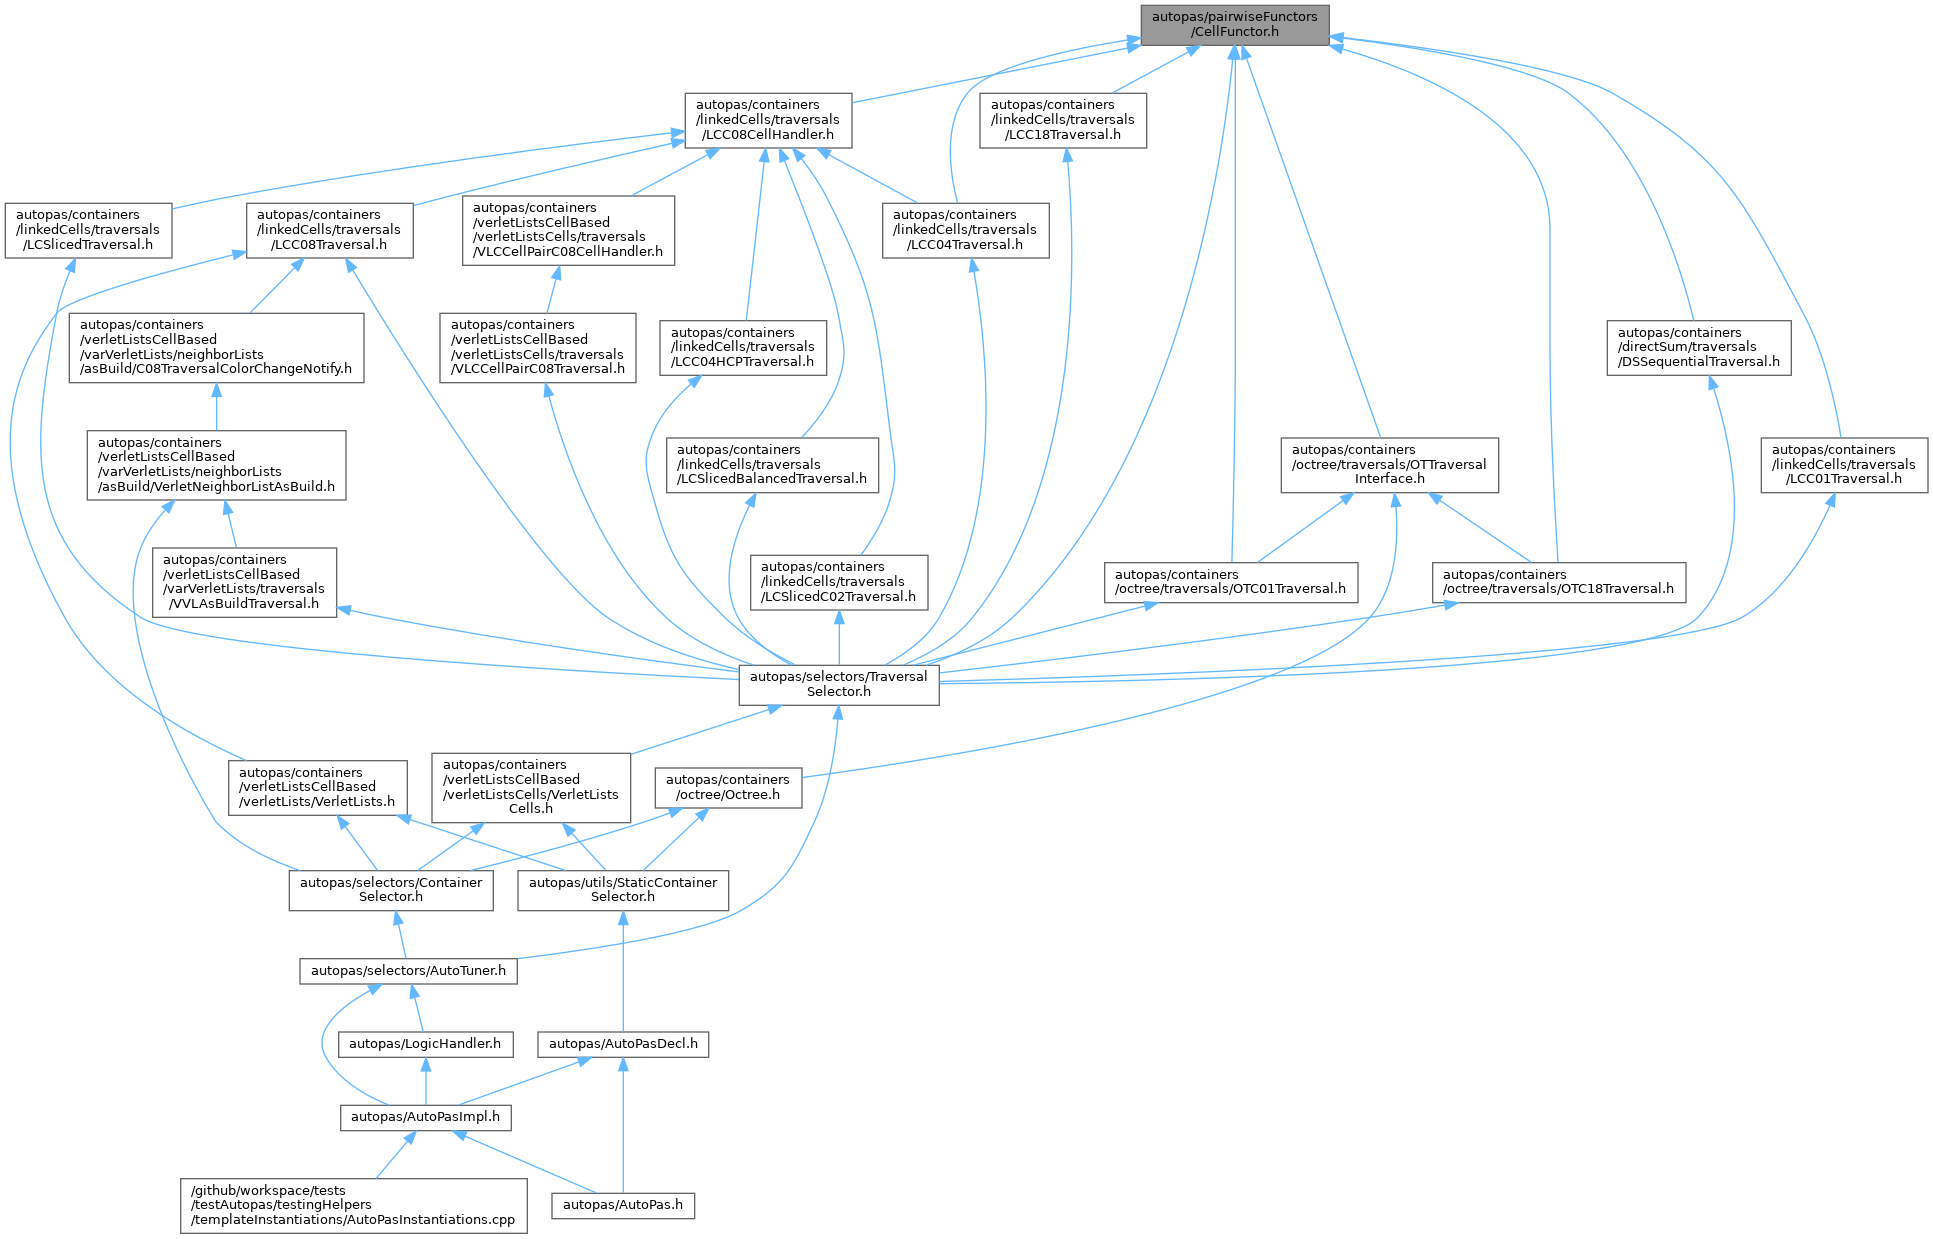 autopas/pairwiseFunctors
/CellFunctor.h
autopas/containers
/linkedCells/traversals
/LCC08CellHandler.h
autopas/containers
/linkedCells/traversals
/LCC18Traversal.h
autopas/containers
/linkedCells/traversals
/LCSlicedTraversal.h
autopas/containers
/linkedCells/traversals
/LCC08Traversal.h
autopas/containers
/verletListsCellBased
/verletListsCells/traversals
/VLCCellPairC08CellHandler.h
autopas/containers
/linkedCells/traversals
/LCC04Traversal.h
autopas/containers
/verletListsCellBased
/varVerletLists/neighborLists
/asBuild/C08TraversalColorChangeNotify.h
autopas/containers
/verletListsCellBased
/verletListsCells/traversals
/VLCCellPairC08Traversal.h
autopas/containers
/linkedCells/traversals
/LCC04HCPTraversal.h
autopas/containers
/directSum/traversals
/DSSequentialTraversal.h
autopas/containers
/verletListsCellBased
/varVerletLists/neighborLists
/asBuild/VerletNeighborListAsBuild.h
autopas/containers
/linkedCells/traversals
/LCSlicedBalancedTraversal.h
autopas/containers
/octree/traversals/OTTraversal
Interface.h
autopas/containers
/linkedCells/traversals
/LCC01Traversal.h
autopas/containers
/verletListsCellBased
/varVerletLists/traversals
/VVLAsBuildTraversal.h
autopas/containers
/linkedCells/traversals
/LCSlicedC02Traversal.h
autopas/containers
/octree/traversals/OTC01Traversal.h
autopas/containers
/octree/traversals/OTC18Traversal.h
autopas/selectors/Traversal
Selector.h
autopas/containers
/verletListsCellBased
/verletLists/VerletLists.h
autopas/containers
/verletListsCellBased
/verletListsCells/VerletLists
Cells.h
autopas/containers
/octree/Octree.h
autopas/selectors/Container
Selector.h
autopas/utils/StaticContainer
Selector.h
autopas/selectors/AutoTuner.h
autopas/LogicHandler.h
autopas/AutoPasDecl.h
autopas/AutoPasImpl.h
/github/workspace/tests
/testAutopas/testingHelpers
/templateInstantiations/AutoPasInstantiations.cpp
autopas/AutoPas.h